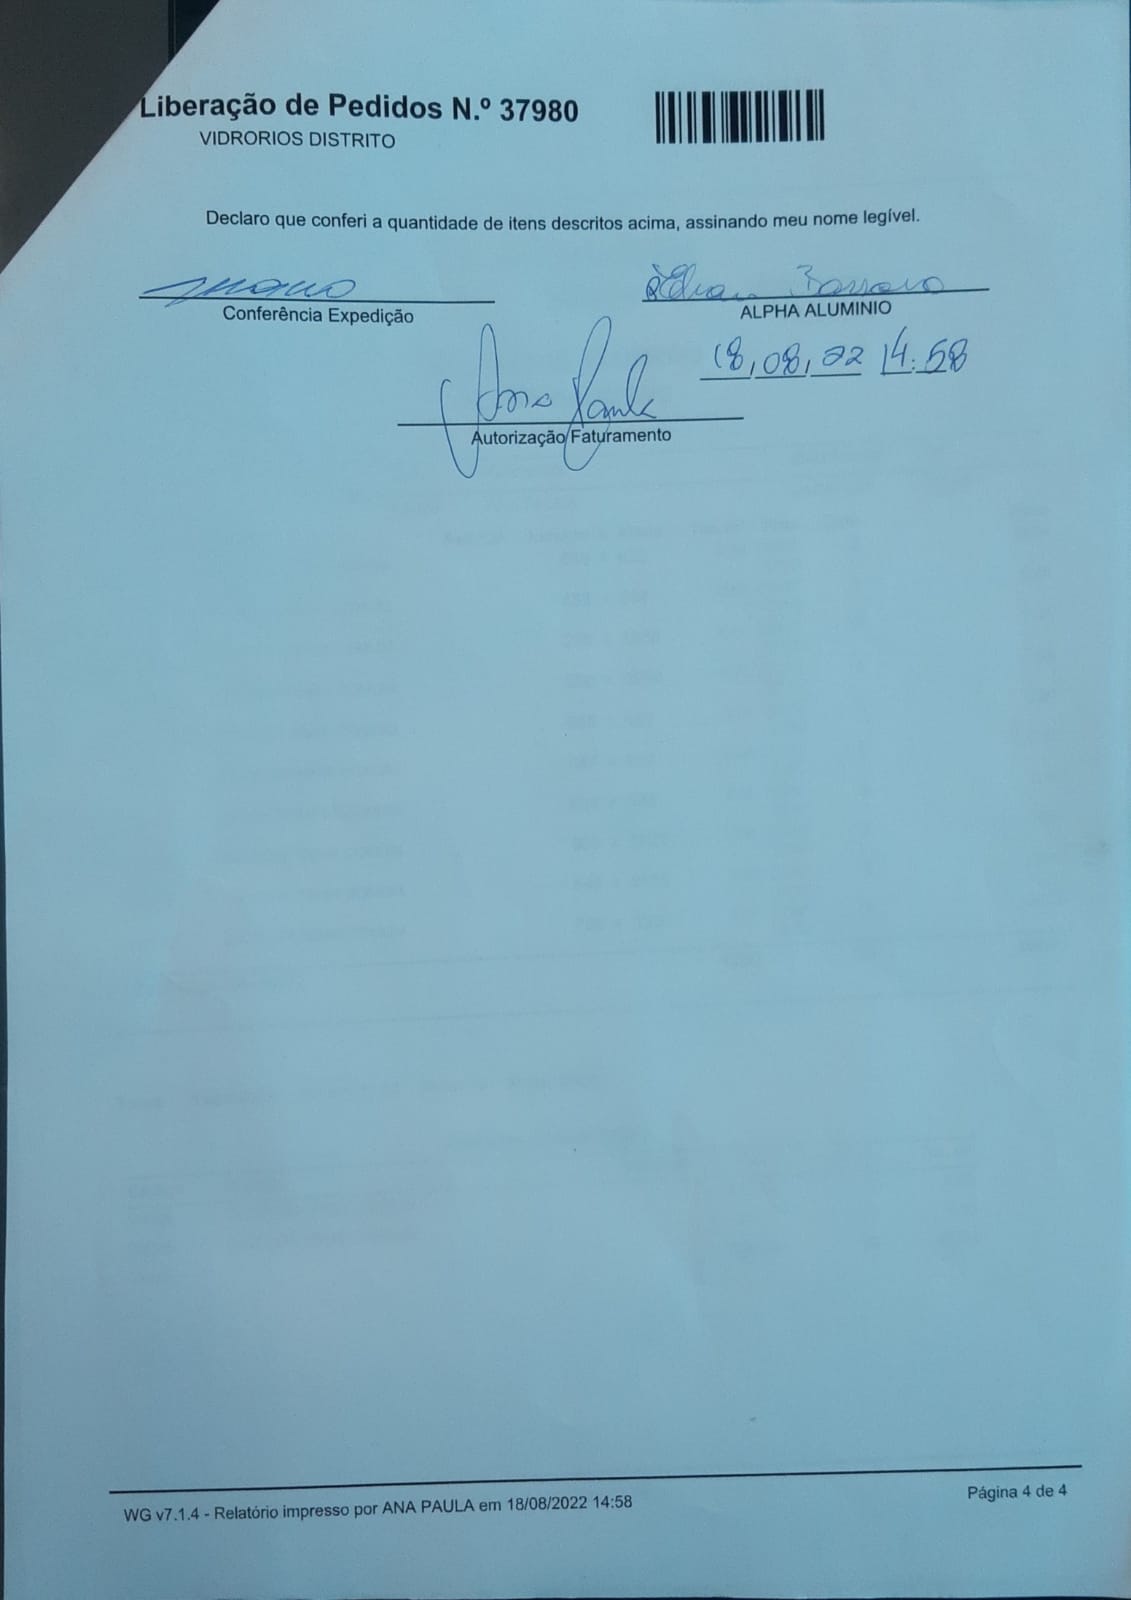 Liberação de Pedidos N.º 37980
VIDRORIOS DISTRITO
Declaro que conferi a quantidade de itens descritos acima, assinando meu nome legível.
Conferência Expedição
ALPHA ALUMINIO
18,08,22 14:58
Ana Paula
Autorização Faturamento
WG v7.1.4 - Relatório impresso por ANA PAULA em 18/08/2022 14:58
Página 4 de 4